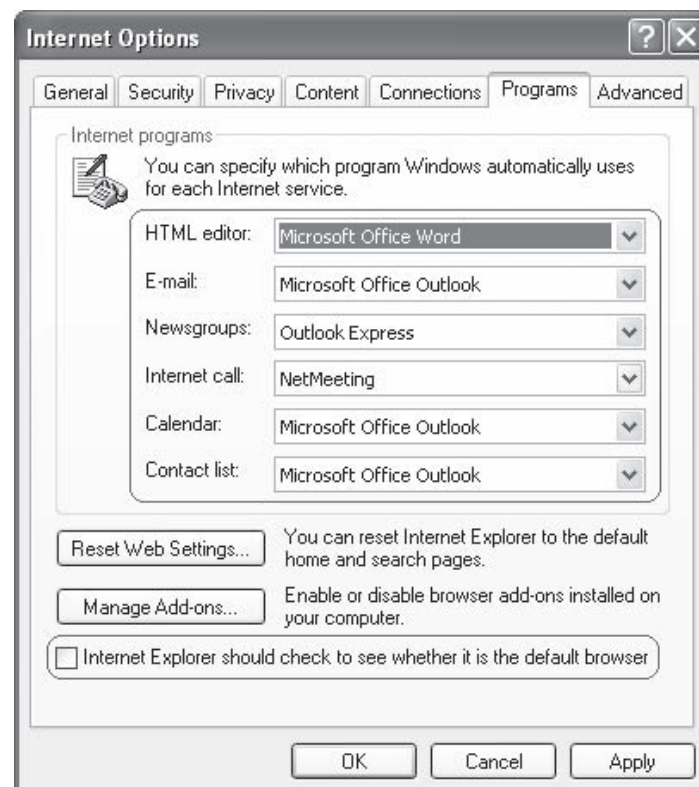 Internet Options
General Security Privacy Content Connections Programs Advanced
Internet programs
You can specify which program Windows automatically uses
for each Internet service.
HTML editor: Microsoft Office Word
E-mail: Microsoft Office Outlook
Newsgroups: Outlook Express
Internet call: NetMeeting
Calendar: Microsoft Office Outlook
Contact list: Microsoft Office Outlook
Reset Web Settings... You can reset Internet Explorer to the default
home and search pages.
Manage Add-ons... Enable or disable browser add-ons installed on
your computer.
Internet Explorer should check to see whether it is the default browser
OK Cancel Apply